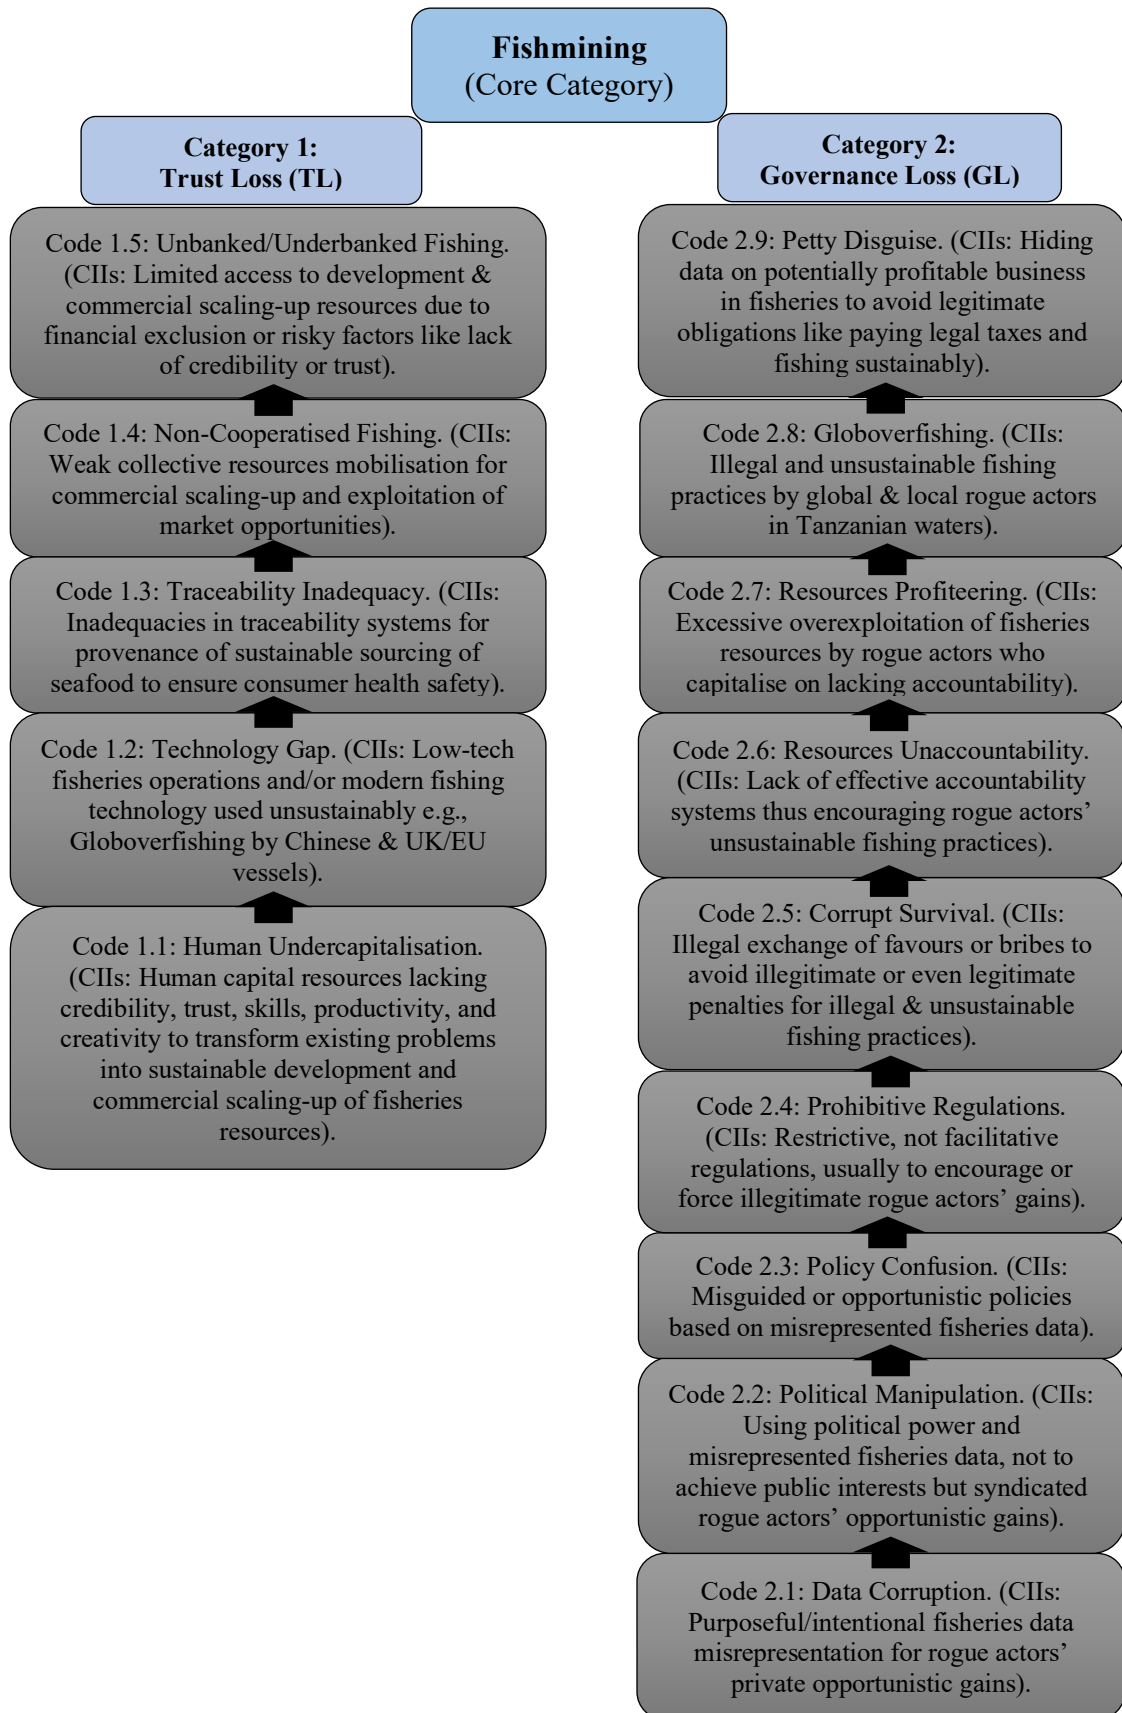 Fishmining
(Core Category)
Category 1:
Trust Loss (TL)
Code 1.5: Unbanked/Underbanked Fishing.
(CIIs: Limited access to development &
commercial scaling-up resources due to
financial exclusion or risky factors like lack
of credibility or trust).
Code 1.4: Non-Cooperatised Fishing. (CIIs:
Weak collective resources mobilisation for
commercial scaling-up and exploitation of
market opportunities).
Code 1.3: Traceability Inadequacy. (CIIs:
Inadequacies in traceability systems for
provenance of sustainable sourcing of
seafood to ensure consumer health safety).
Code 1.2: Technology Gap. (CIIs: Low-tech
fisheries operations and/or modern fishing
technology used unsustainably e.g.,
Globoverfishing by Chinese & UK/EU
vessels).
Code 1.1: Human Undercapitalisation.
(CIIs: Human capital resources lacking
credibility, trust, skills, productivity, and
creativity to transform existing problems
into sustainable development and
commercial scaling-up of fisheries
resources).
Category 2:
Governance Loss (GL)
Code 2.9: Petty Disguise. (CIIs: Hiding
data on potentially profitable business
in fisheries to avoid legitimate
obligations like paying legal taxes and
fishing sustainably).
Code 2.8: Globoverfishing. (CIIs:
Illegal and unsustainable fishing
practices by global & local rogue actors
in Tanzanian waters).
Code 2.7: Resources Profiteering. (CIIs:
Excessive overexploitation of fisheries
resources by rogue actors who
capitalise on lacking accountability).
Code 2.6: Resources Unaccountability.
(CIIs: Lack of effective accountability
systems thus encouraging rogue actors’
unsustainable fishing practices).
Code 2.5: Corrupt Survival. (CIIs:
Illegal exchange of favours or bribes to
avoid illegitimate or even legitimate
penalties for illegal & unsustainable
fishing practices).
Code 2.4: Prohibitive Regulations.
(CIIs: Restrictive, not facilitative
regulations, usually to encourage or
force illegitimate rogue actors’ gains).
Code 2.3: Policy Confusion. (CIIs:
Misguided or opportunistic policies
based on misrepresented fisheries data).
Code 2.2: Political Manipulation. (CIIs:
Using political power and
misrepresented fisheries data, not to
achieve public interests but syndicated
rogue actors’ opportunistic gains).
Code 2.1: Data Corruption. (CIIs:
Purposeful/intentional fisheries data
misrepresentation for rogue actors’
private opportunistic gains).